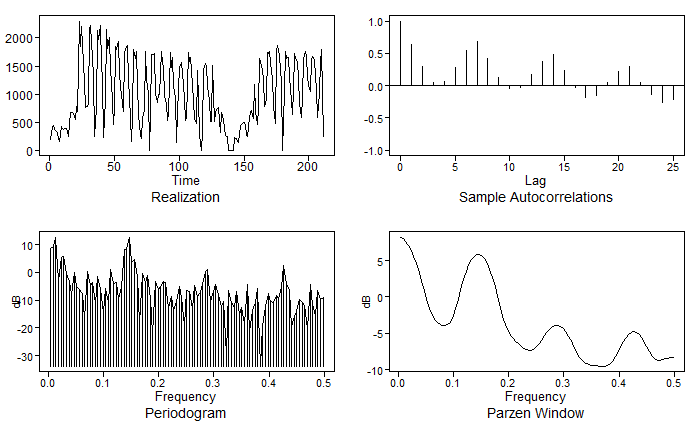 2000
1500
1000
500
0
0 50 100 150 200
Time
Realization
1.0
0.5
0.0
-0.5
-1.0
0 5 10 15 20 25
Lag
Sample Autocorrelations
10
0
-10
-20
-30
dB
0.0 0.1 0.2 0.3 0.4 0.5
Frequency
Periodogram
5
0
-5
-10
dB
0.0 0.1 0.2 0.3 0.4 0.5
Frequency
Parzen Window